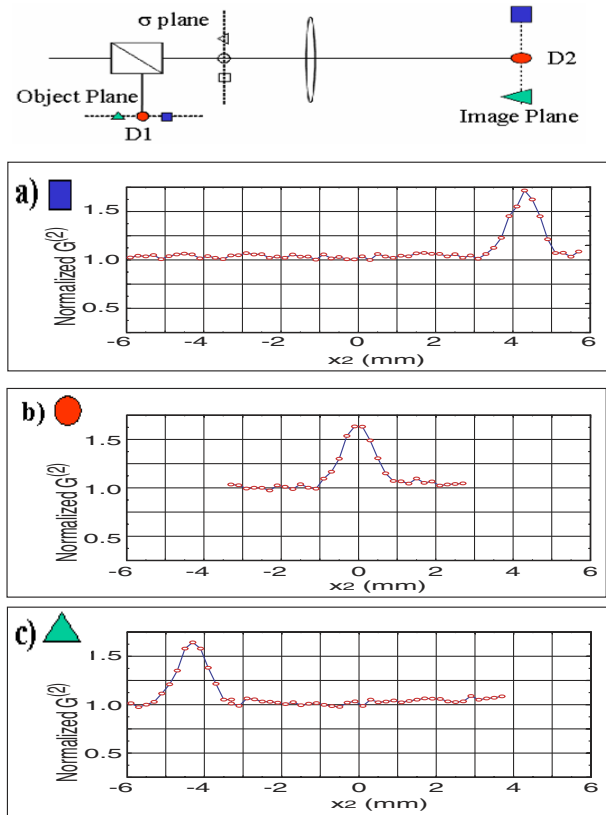 σ plane
D2
Object Plane
D1
Image Plane
a)
Normalized G(2)
1.5
1.0
0.5
-6 -4 -2 0 2 4 6
x2 (mm)
b)
Normalized G(2)
1.5
1.0
0.5
-6 -4 -2 0 2 4 6
x2 (mm)
c)
Normalized G(2)
1.5
1.0
0.5
-6 -4 -2 0 2 4 6
x2 (mm)